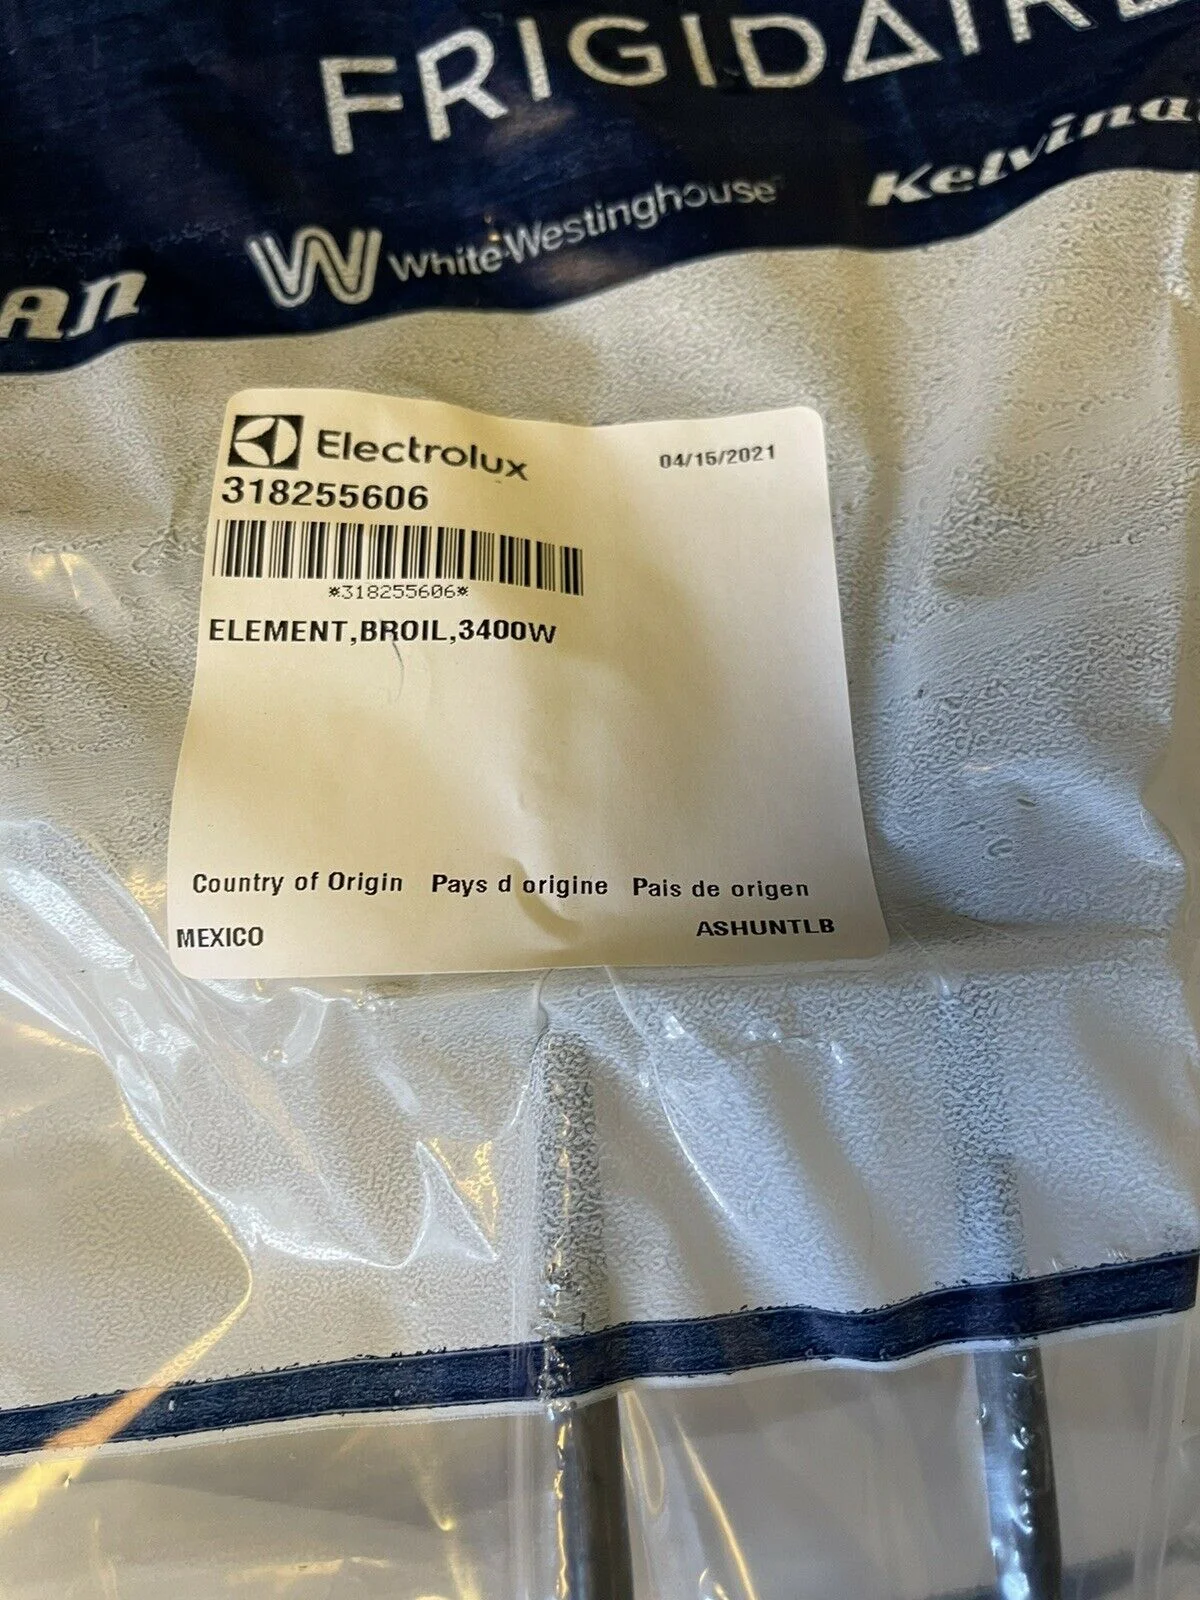 FRIGIDAIRE
White-Westinghouse
Electrolux
04/15/2021
318255606
*318255606*
ELEMENT,BROIL,3400W
Country of Origin Pays d origine Pais de origen
MEXICO
ASHUNTLB